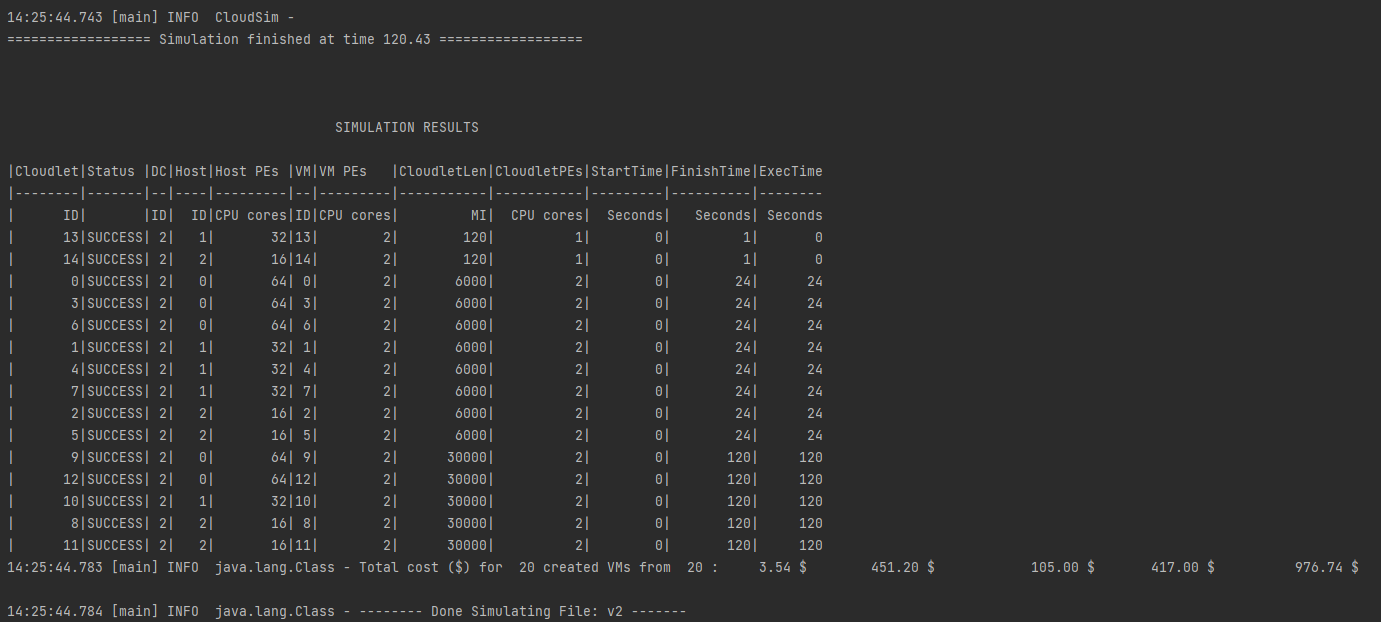 14:25:44.743 [main] INFO  CloudSim -
================== Simulation finished at time 120.43 ==================
                                         SIMULATION RESULTS
|Cloudlet|Status |DC|Host|Host PEs |VM|VM PEs   |CloudletLen|CloudletPEs|StartTime|FinishTime|ExecTime
|--------|-------|--|----|---------|--|---------|-----------|-----------|---------|----------|--------
|      ID|       |ID|  ID|CPU cores|ID|CPU cores|         MI|  CPU cores|  Seconds|   Seconds| Seconds
|      13|SUCCESS| 2|   1|       32|13|        2|        120|          1|        0|         1|       0
|      14|SUCCESS| 2|   2|       16|14|        2|        120|          1|        0|         1|       0
|       0|SUCCESS| 2|   0|       64| 0|        2|       6000|          2|        0|        24|      24
|       3|SUCCESS| 2|   0|       64| 3|        2|       6000|          2|        0|        24|      24
|       6|SUCCESS| 2|   0|       64| 6|        2|       6000|          2|        0|        24|      24
|       1|SUCCESS| 2|   1|       32| 1|        2|       6000|          2|        0|        24|      24
|       4|SUCCESS| 2|   1|       32| 4|        2|       6000|          2|        0|        24|      24
|       7|SUCCESS| 2|   1|       32| 7|        2|       6000|          2|        0|        24|      24
|       2|SUCCESS| 2|   2|       16| 2|        2|       6000|          2|        0|        24|      24
|       5|SUCCESS| 2|   2|       16| 5|        2|       6000|          2|        0|        24|      24
|       9|SUCCESS| 2|   0|       64| 9|        2|      30000|          2|        0|       120|     120
|      12|SUCCESS| 2|   0|       64|12|        2|      30000|          2|        0|       120|     120
|      10|SUCCESS| 2|   1|       32|10|        2|      30000|          2|        0|       120|     120
|       8|SUCCESS| 2|   2|       16| 8|        2|      30000|          2|        0|       120|     120
|      11|SUCCESS| 2|   2|       16|11|        2|      30000|          2|        0|       120|     120
14:25:44.783 [main] INFO  java.lang.Class - Total cost ($) for  20 created VMs from  20 :     3.54 $        451.20 $            105.00 $       417.00 $          976.74 $
14:25:44.784 [main] INFO  java.lang.Class - -------- Done Simulating File: v2 -------